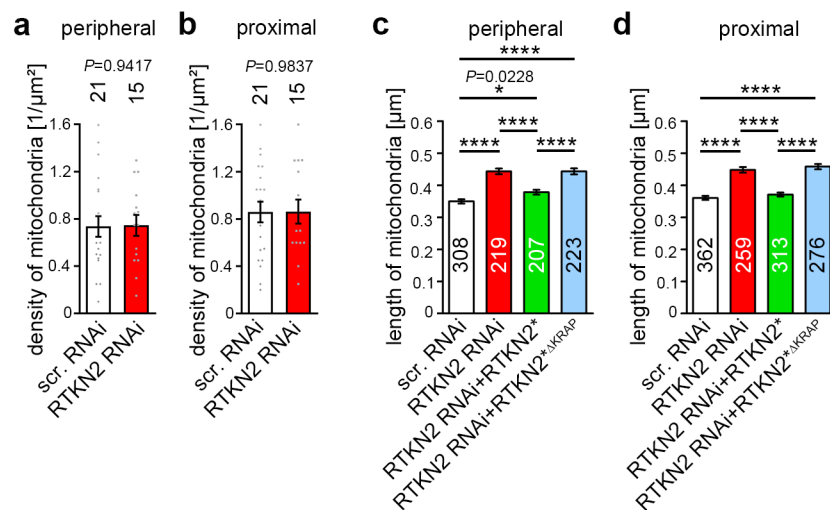 a peripheral
P=0.9417
21 15
density of mitochondria [1/µm²]
1.6
1.2
0.8
0.4
0
scr. RNAi
RTKN2 RNAi
b proximal
P=0.9837
21 15
density of mitochondria [1/µm²]
1.6
1.2
0.8
0.4
0
scr. RNAi
RTKN2 RNAi
c peripheral
****
P=0.0228
*
****
**** ****
length of mitochondria [µm]
0.6
0.5
0.4
0.3
0.2
0.1
0
308 219 207 223
scr. RNAi
RTKN2 RNAi
RTKN2 RNAi+RTKN2*
RTKN2 RNAi+RTKN2*ΔKRAP
d proximal
****
****
**** ****
length of mitochondria [µm]
0.6
0.5
0.4
0.3
0.2
0.1
0
362 259 313 276
scr. RNAi
RTKN2 RNAi
RTKN2 RNAi+RTKN2*
RTKN2 RNAi+RTKN2*ΔKRAP